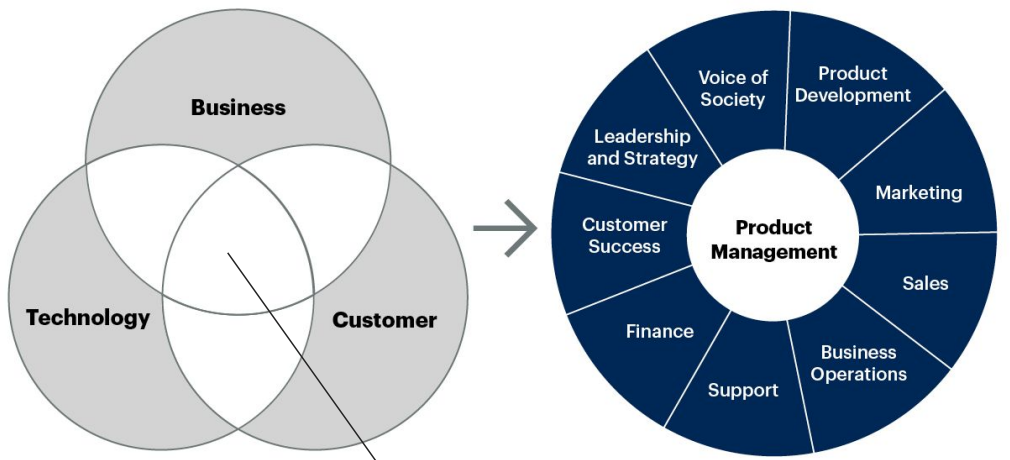 Business
Technology
Customer
Voice of
Society
Product
Development
Leadership
and Strategy
Marketing
Customer
Success
Product
Management
Sales
Finance
Business
Operations
Support